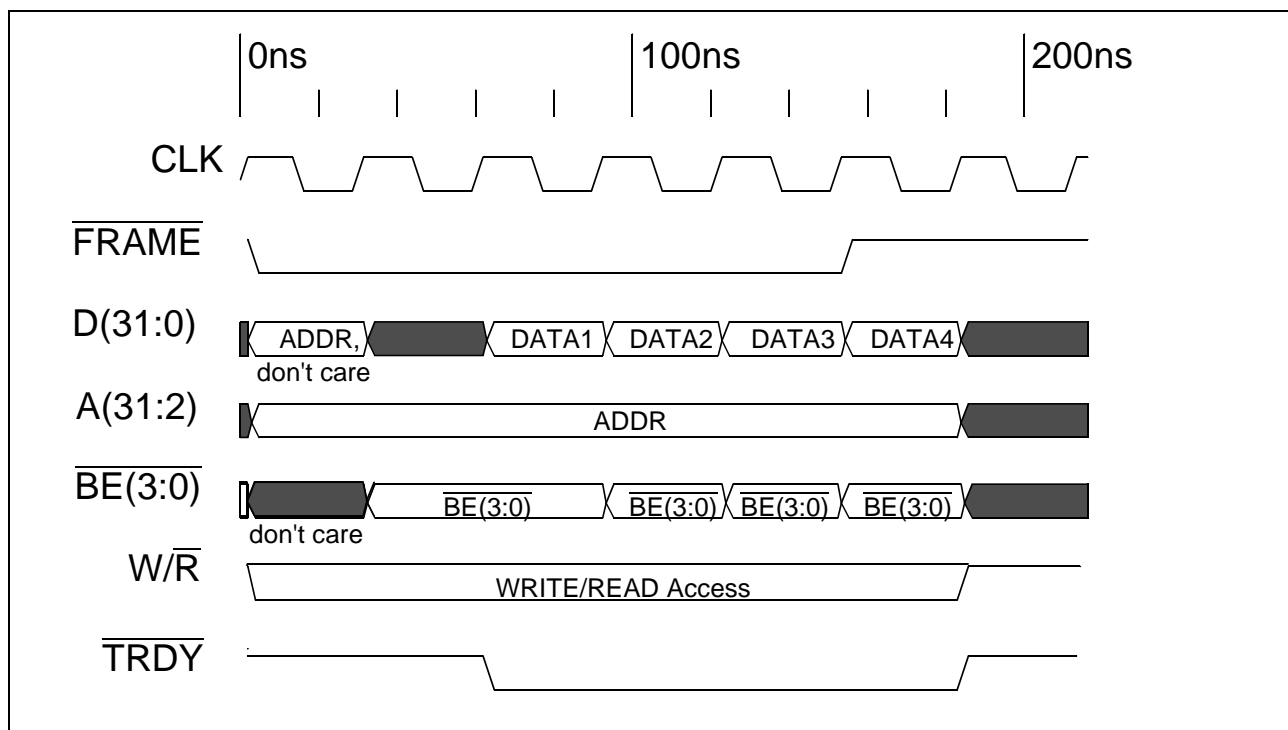 0ns 100ns 200ns
CLK
FRAME
D(31:0) ADDR, DATA1 DATA2 DATA3 DATA4
don't care
A(31:2) ADDR
BE(3:0) BE(3:0) BE(3:0) BE(3:0) BE(3:0)
don't care
W/R WRITE/READ Access
TRDY